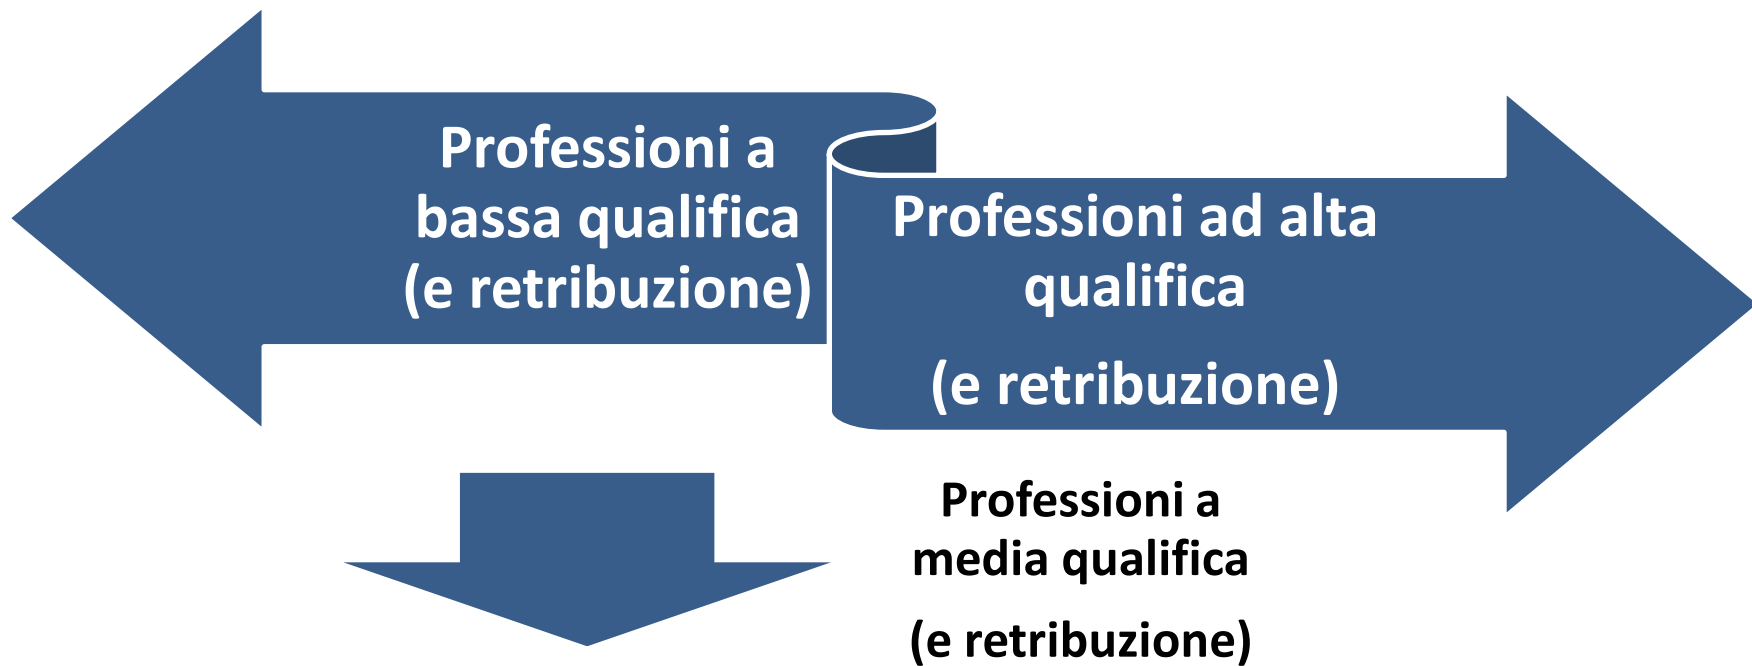 Professioni a
bassa qualifica
(e retribuzione)
Professioni ad alta
qualifica
(e retribuzione)
Professioni a
media qualifica
(e retribuzione)